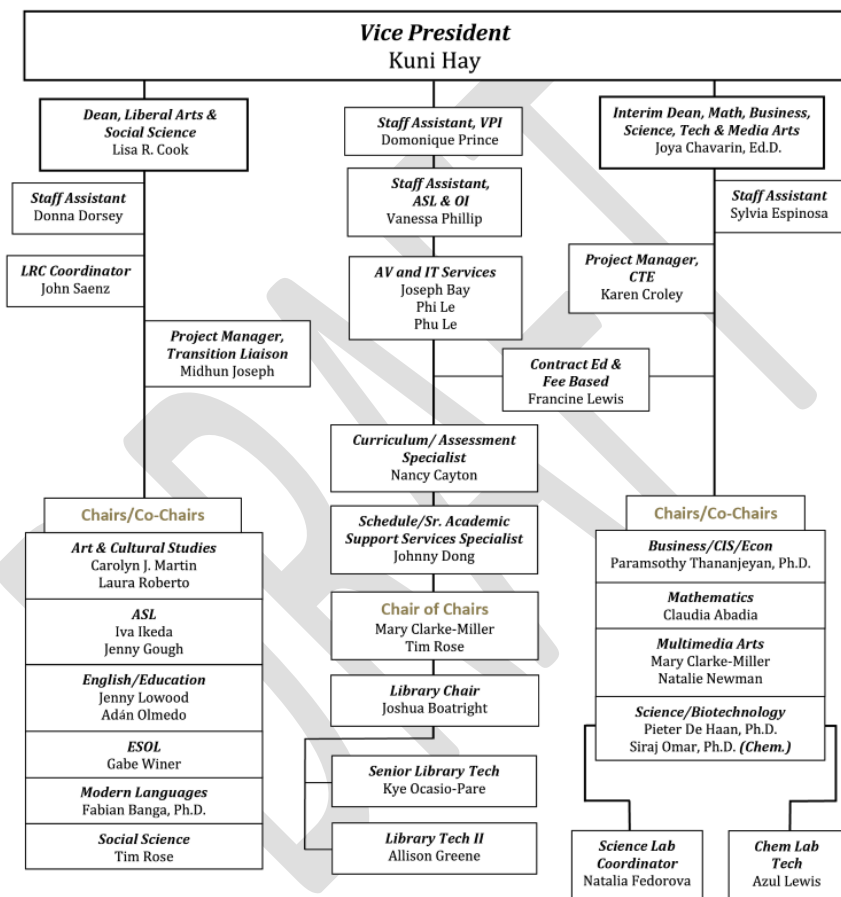 Vice President
Kuni Hay
Dean, Liberal Arts &
Social Science
Lisa R. Cook
Staff Assistant
Donna Dorsey
LRC Coordinator
John Saenz
Project Manager,
Transition Liaison
Midhun Joseph
Chairs/Co-Chairs
Art & Cultural Studies
Carolyn J. Martin
Laura Roberto
ASL
Iva Ikeda
Jenny Gough
English/Education
Jenny Lowood
Adán Olmedo
ESOL
Gabe Winer
Modern Languages
Fabian Banga, Ph.D.
Social Science
Tim Rose
Staff Assistant, VPI
Domonique Prince
Staff Assistant,
ASL & OI
Vanessa Phillip
AV and IT Services
Joseph Bay
Phi Le
Phu Le
Contract Ed &
Fee Based
Francine Lewis
Curriculum/ Assessment
Specialist
Nancy Cayton
Schedule/Sr. Academic
Support Services Specialist
Johnny Dong
Chair of Chairs
Mary Clarke-Miller
Tim Rose
Library Chair
Joshua Boatright
Senior Library Tech
Kye Ocasio-Pare
Library Tech II
Allison Greene
Interim Dean, Math, Business,
Science, Tech & Media Arts
Joya Chavarin, Ed.D.
Staff Assistant
Sylvia Espinosa
Project Manager,
CTE
Karen Croley
Chairs/Co-Chairs
Business/CIS/Econ
Paramsothy Thananjeyan, Ph.D.
Mathematics
Claudia Abadia
Multimedia Arts
Mary Clarke-Miller
Natalie Newman
Science/Biotechnology
Pieter De Haan, Ph.D.
Siraj Omar, Ph.D. (Chem.)
Science Lab
Coordinator
Natalia Fedorova
Chem Lab
Tech
Azul Lewis
DRAFT